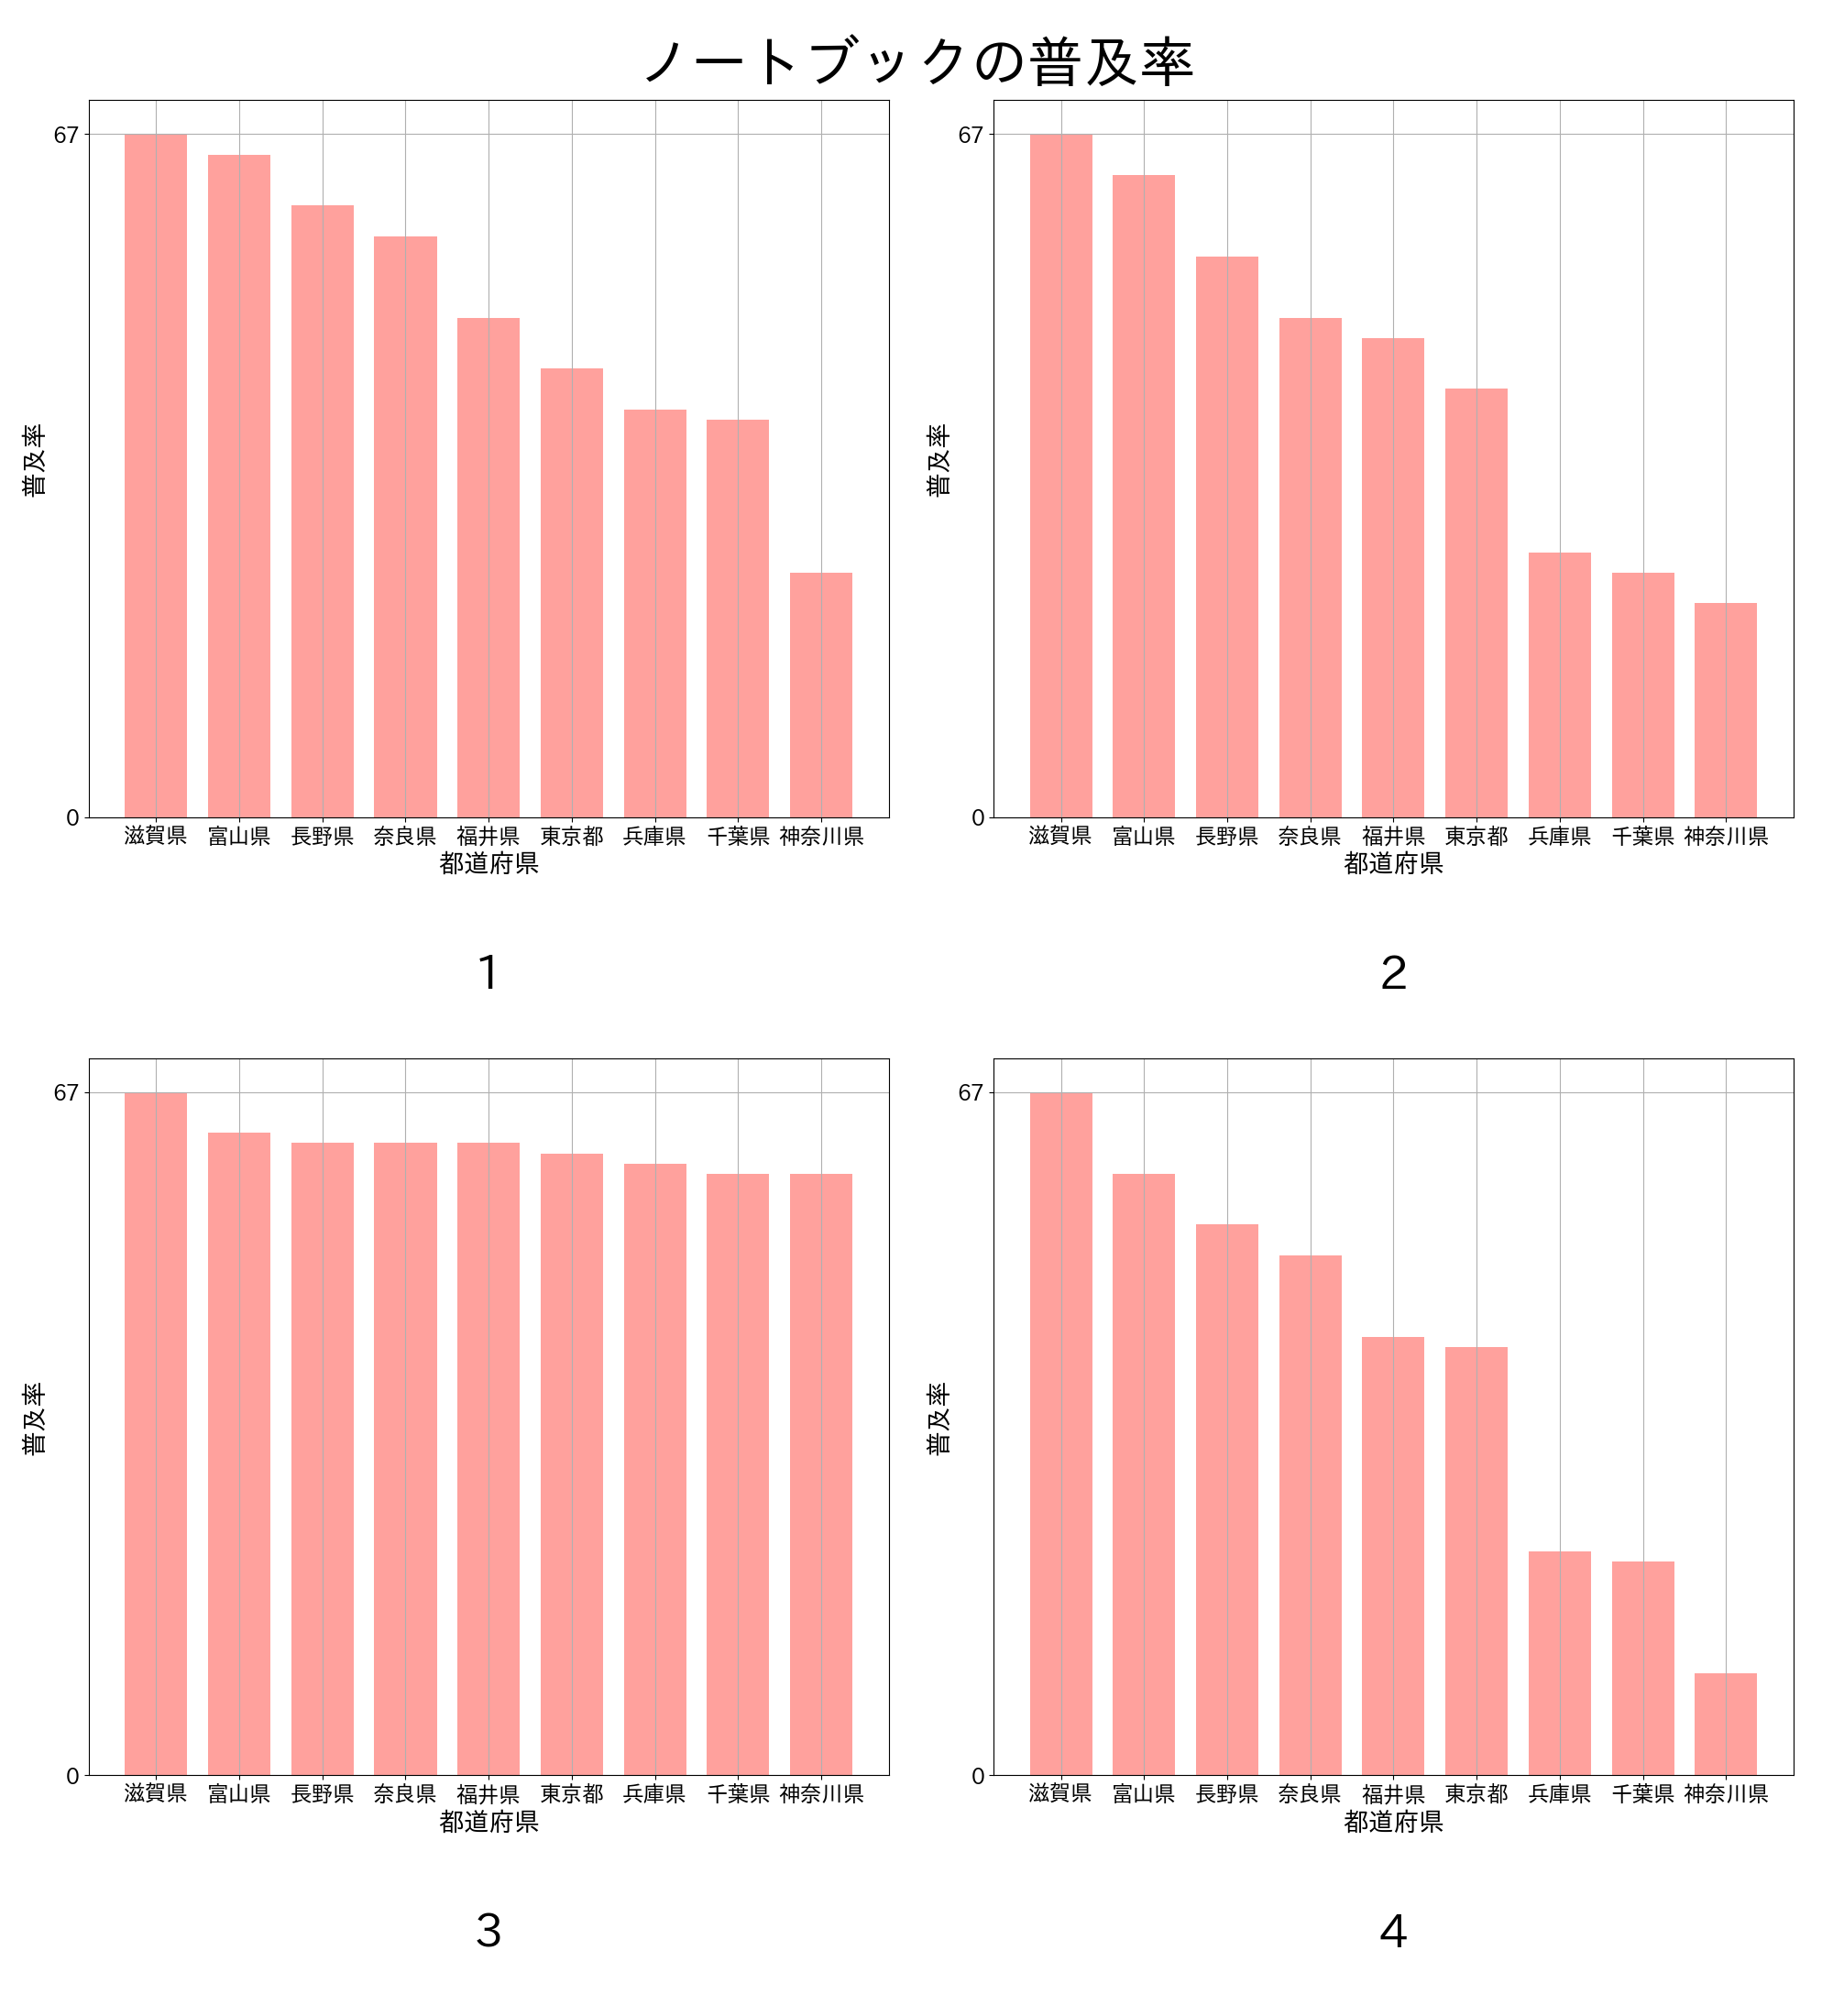 ノートブックの普及率
67
0
普及率
滋賀県 富山県 長野県 奈良県 福井県 東京都 兵庫県 千葉県 神奈川県
都道府県
1
67
0
普及率
滋賀県 富山県 長野県 奈良県 福井県 東京都 兵庫県 千葉県 神奈川県
都道府県
2
67
0
普及率
滋賀県 富山県 長野県 奈良県 福井県 東京都 兵庫県 千葉県 神奈川県
都道府県
3
67
0
普及率
滋賀県 富山県 長野県 奈良県 福井県 東京都 兵庫県 千葉県 神奈川県
都道府県
4